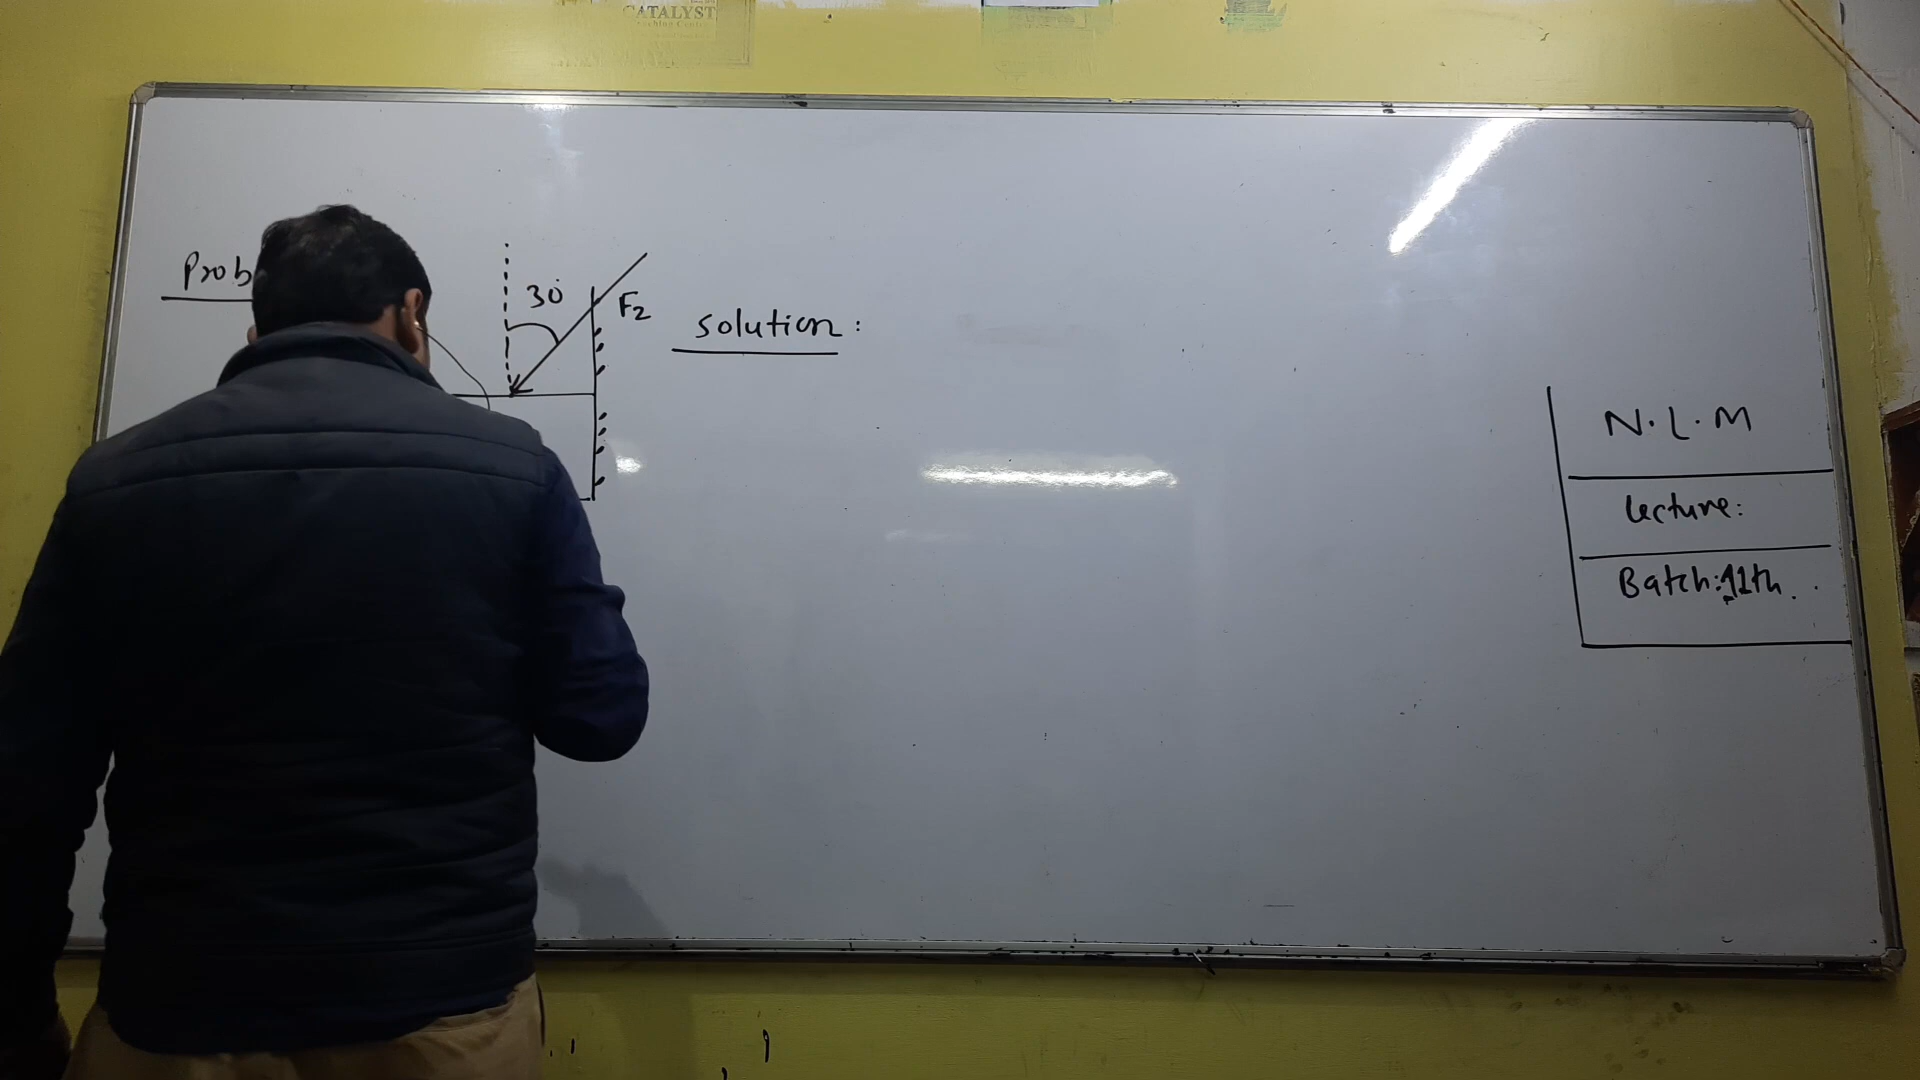 CATALYST
Prob
30°
F2
solution:
N.L.M
Lecture:
Batch:11th.